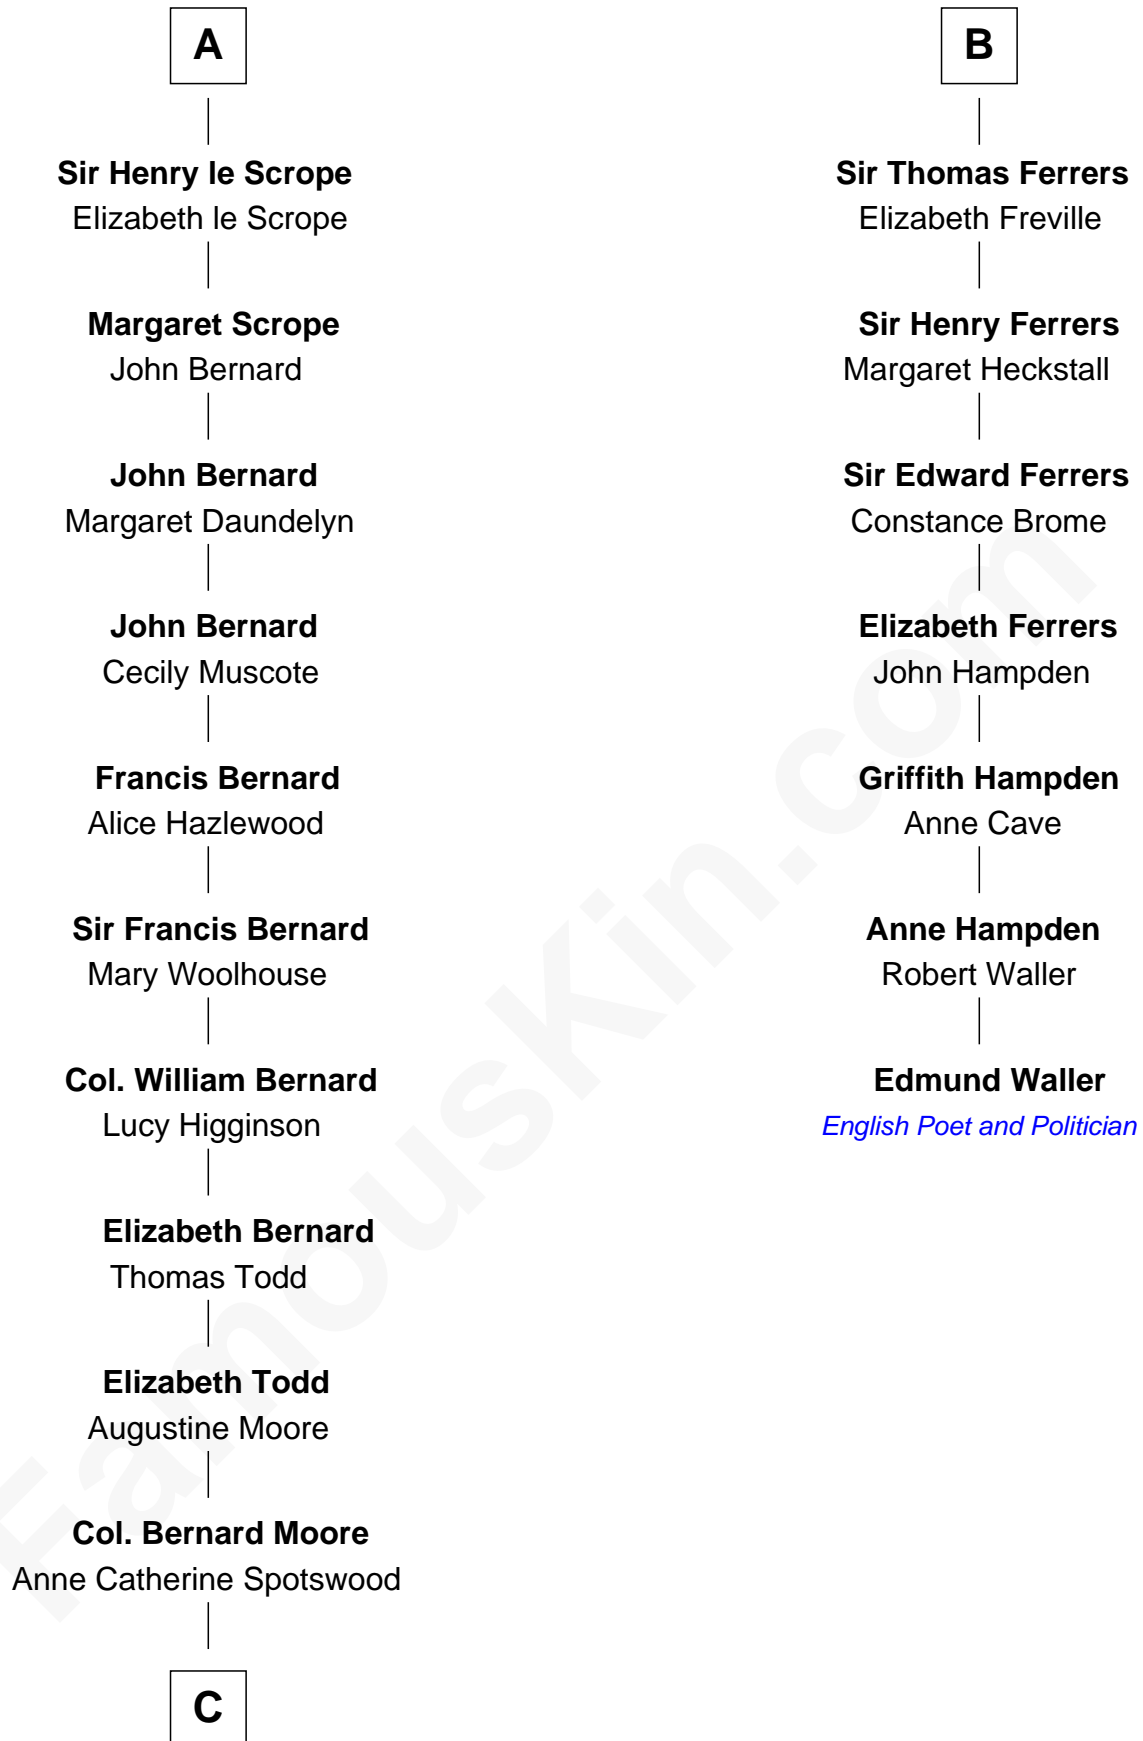 A
Sir Henry le Scrope
Elizabeth le Scrope
Margaret Scrope
John Bernard
John Bernard
Margaret Daundelyn
John Bernard
Cecily Muscote
Francis Bernard
Alice Hazlewood
Sir Francis Bernard
Mary Woolhouse
Col. William Bernard
Lucy Higginson
Elizabeth Bernard
Thomas Todd
Elizabeth Todd
Augustine Moore
Col. Bernard Moore
Anne Catherine Spotswood
C
B
Sir Thomas Ferrers
Elizabeth Freville
Sir Henry Ferrers
Margaret Heckstall
Sir Edward Ferrers
Constance Brome
Elizabeth Ferrers
John Hampden
Griffith Hampden
Anne Cave
Anne Hampden
Robert Waller
Edmund Waller
English Poet and Politician
FamousKin.com